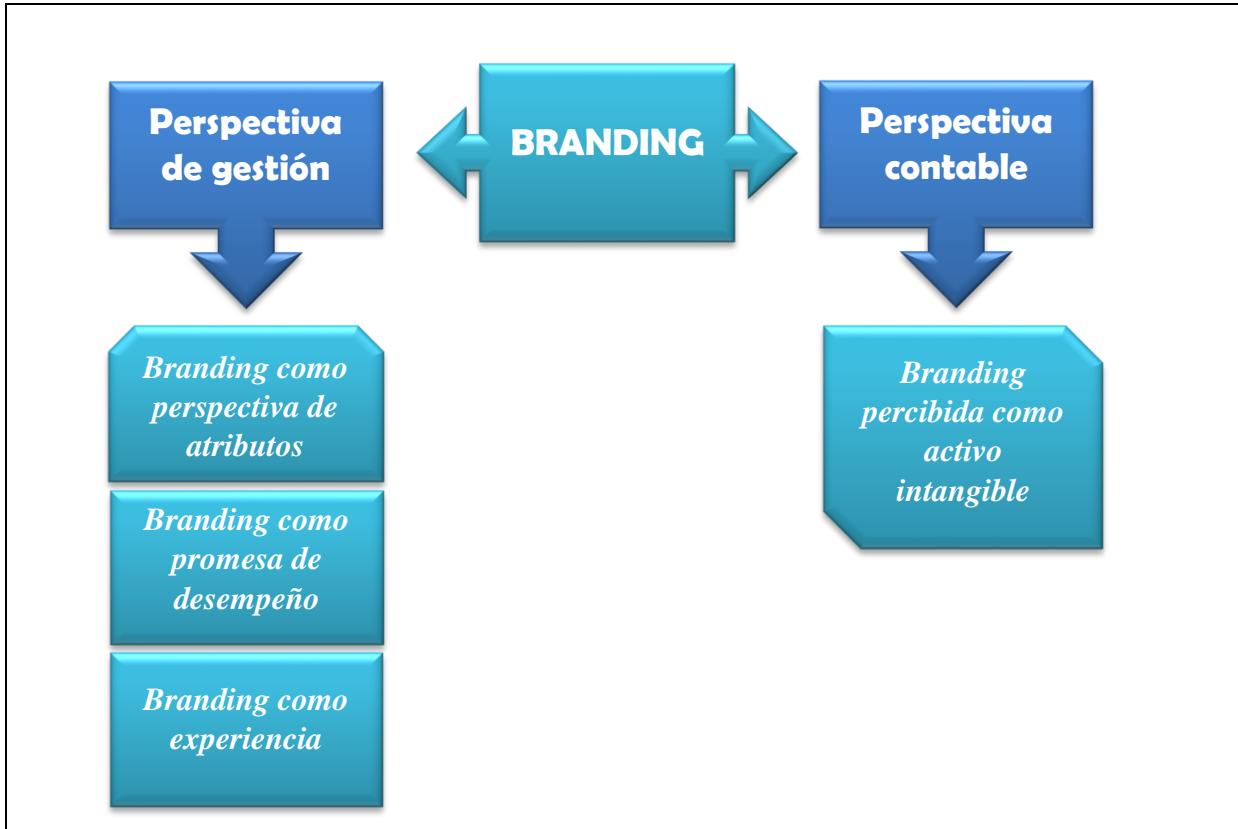 Perspectiva
de gestión
BRANDING
Perspectiva
contable
Branding como
perspectiva de
atributos
Branding como
promesa de
desempeño
Branding como
experiencia
Branding
percibida como
activo
intangible